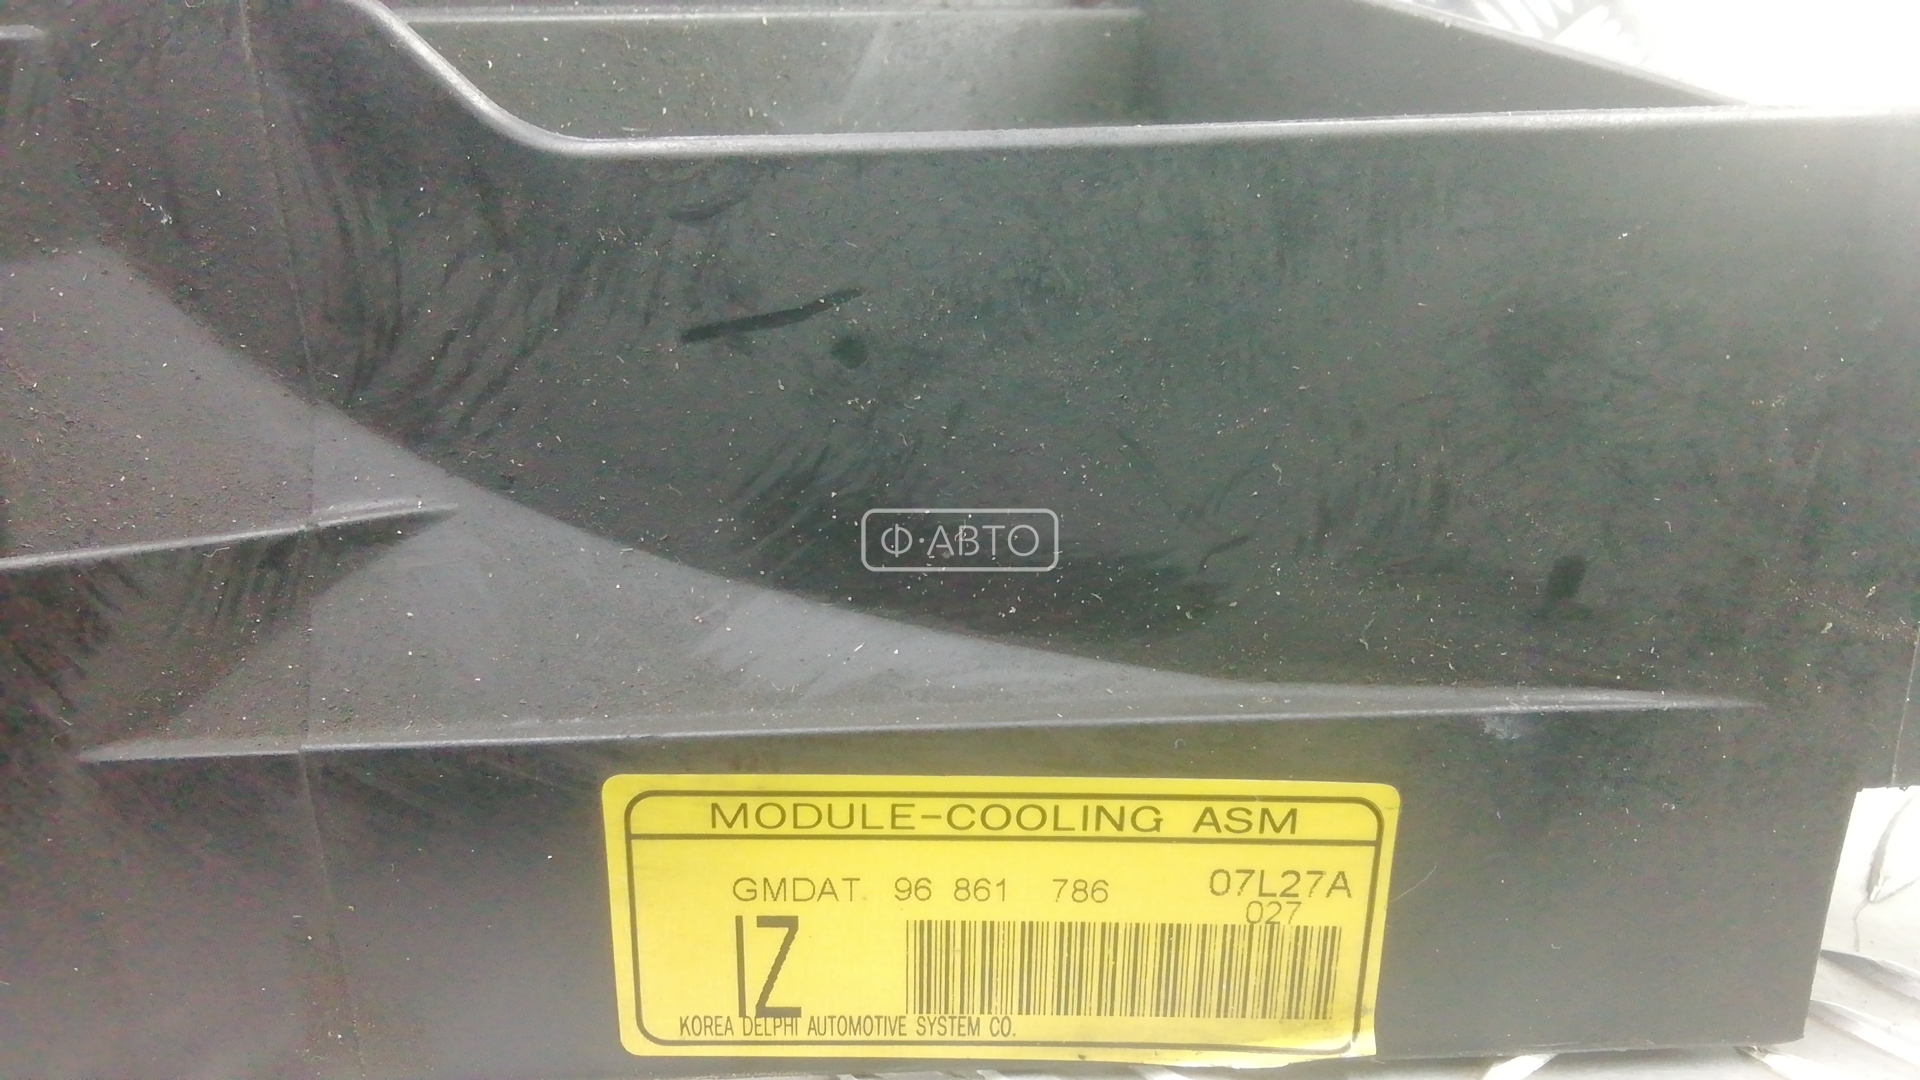 Ф·АВТО
MODULE-COOLING ASM
GMDAT. 96 861 786 07L27A
027
IZ
KOREA DELPHI AUTOMOTIVE SYSTEM CO.